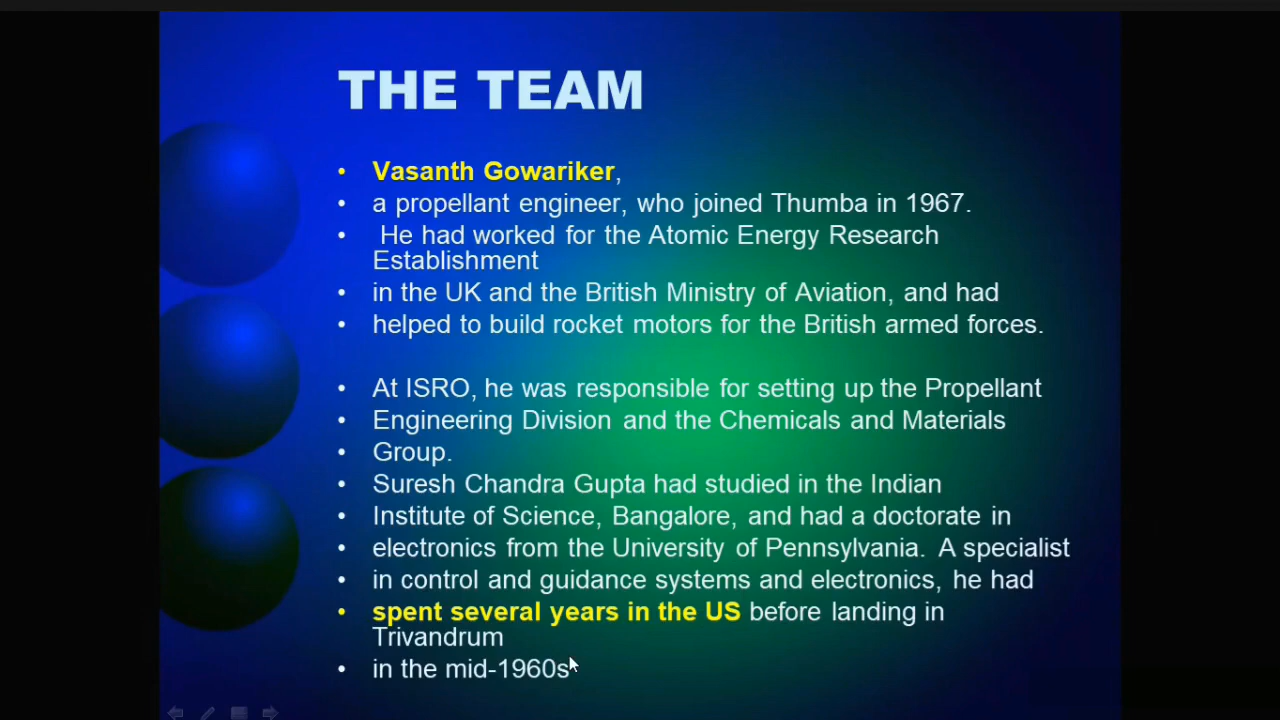 THE TEAM
• Vasanth Gowariker,
• a propellant engineer, who joined Thumba in 1967.
• He had worked for the Atomic Energy Research
Establishment
• in the UK and the British Ministry of Aviation, and had
• helped to build rocket motors for the British armed forces.
• At ISRO, he was responsible for setting up the Propellant
• Engineering Division and the Chemicals and Materials
• Group.
• Suresh Chandra Gupta had studied in the Indian
• Institute of Science, Bangalore, and had a doctorate in
• electronics from the University of Pennsylvania. A specialist
• in control and guidance systems and electronics, he had
• spent several years in the US before landing in
Trivandrum
• in the mid-1960s